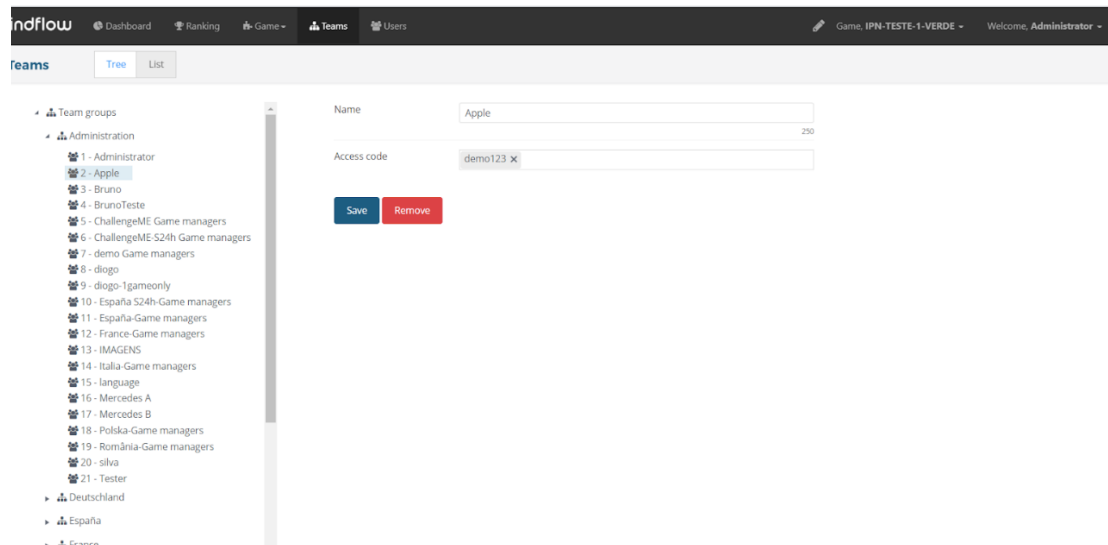 indflow Dashboard Ranking Game Teams Users Game, IPN-TESTE-1-VERDE Welcome, Administrator
Teams Tree List
Team groups
Administration
1 - Administrator
2 - Apple
3 - Bruno
4 - BrunoTeste
5 - ChallengeME Game managers
6 - ChallengeME-S24h Game managers
7 - demo Game managers
8 - diogo
9 - diogo-1gameonly
10 - España S24h-Game managers
11 - España-Game managers
12 - France-Game managers
13 - IMAGENS
14 - Italia-Game managers
15 - language
16 - Mercedes A
17 - Mercedes B
18 - Polska-Game managers
19 - România-Game managers
20 - silva
21 - Tester
Deutschland
España
France
Name Apple
250
Access code demo123 ×
Save Remove